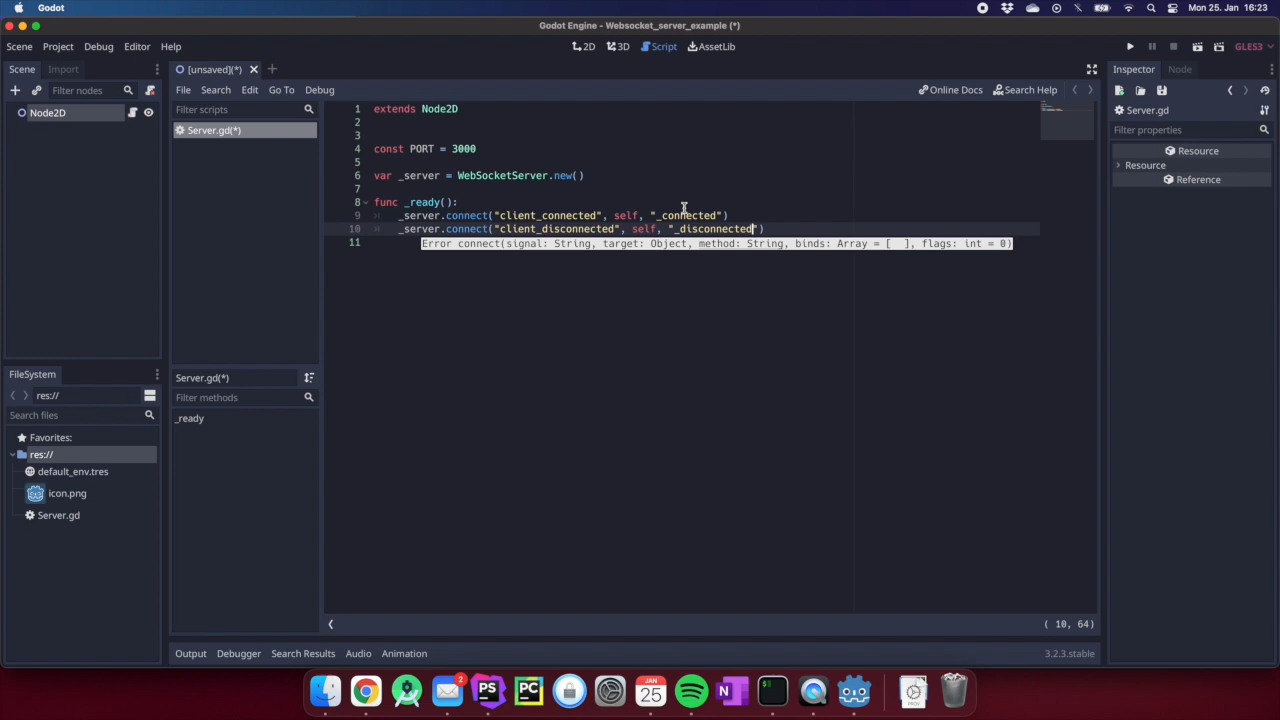 Godot
Mon 25. Jan 16:23
Godot Engine - Websocket_server_example (*)
Scene Project Debug Editor Help
2D 3D Script AssetLib
GLES3
Scene Import
[unsaved](*)
Inspector Node
Filter nodes
File Search Edit Go To Debug
Online Docs Search Help
Node2D
Filter scripts
Server.gd(*)
Server.gd
Filter properties
Resource
Resource
Reference
1 extends Node2D
2
3
4 const PORT = 3000
5
6 var _server = WebSocketServer.new()
7
8 func _ready():
9 _server.connect("client_connected", self, "_connected")
10 _server.connect("client_disconnected", self, "_disconnected")
11 Error connect(signal: String, target: Object, method: String, binds: Array = [ ], flags: int = 0)
FileSystem
res://
Search files
Favorites:
res://
default_env.tres
icon.png
Server.gd
Server.gd(*)
Filter methods
_ready
( 10, 64)
Output Debugger Search Results Audio Animation
3.2.3.stable
2
PS
PC
JAN
25
N
$
PROV